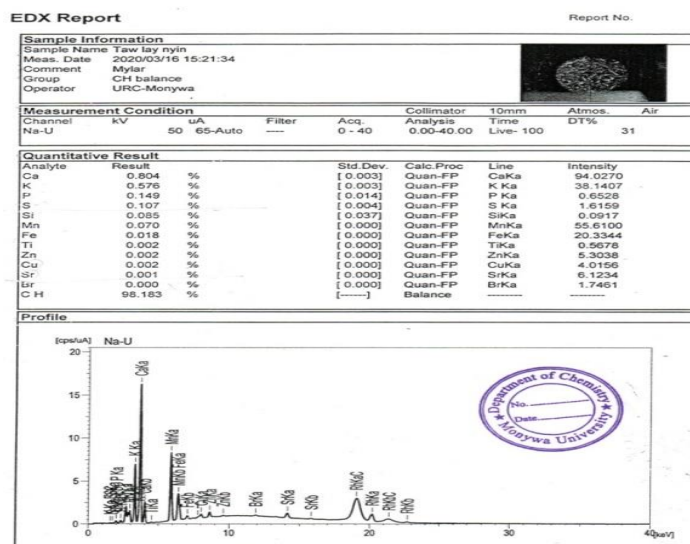 EDX Report
Report No.
Sample Information
Sample Name Taw lay nyin
Meas. Date 2020/03/16 15:21:34
Comment Mylar
Group CH balance
Operator URC-Monywa
Measurement Condition Collimator 10mm Atmos. Air
Channel kV uA Filter Acq. Analysis Time DT%
Na-U 50 65-Auto ---- 0 - 40 0.00-40.00 Live- 100 31
Quantitative Result
Analyte Result Std.Dev. Calc.Proc Line Intensity
Ca 0.804 % [ 0.003] Quan-FP CaKa 94.0270
K 0.576 % [ 0.003] Quan-FP K Ka 38.1407
P 0.149 % [ 0.014] Quan-FP P Ka 0.6528
S 0.107 % [ 0.004] Quan-FP S Ka 1.6159
Si 0.085 % [ 0.037] Quan-FP SiKa 0.0917
Mn 0.070 % [ 0.000] Quan-FP MnKa 55.6100
Fe 0.018 % [ 0.000] Quan-FP FeKa 20.3344
Ti 0.002 % [ 0.000] Quan-FP TiKa 0.5678
Zn 0.002 % [ 0.000] Quan-FP ZnKa 5.3038
Cu 0.002 % [ 0.000] Quan-FP CuKa 4.0156
Sr 0.001 % [ 0.000] Quan-FP SrKa 6.1234
Br 0.000 % [ 0.000] Quan-FP BrKa 1.7461
C H 98.183 % [------] Balance -------- --------
Profile
[cps/uA] Na-U
20
15
10
5
0
CaKa
K Ka
MnKa
MnKb FeKa
CaKb
TiKa
FeKb
ZnKb
BrKa
SrKa
SrKb
RhKaC
RhKa
RhKbC
RhKb
0 10 20 30 40 [keV]
Department of Chemistry
No.
Date
Monywa University